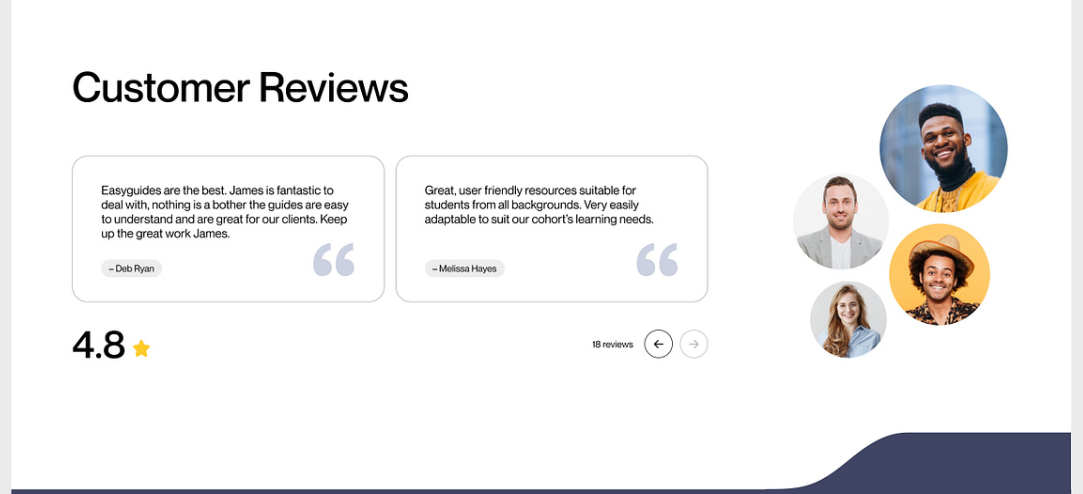 Customer Reviews
Easyguides are the best. James is fantastic to
deal with, nothing is a bother the guides are easy
to understand and are great for our clients. Keep
up the great work James.
– Deb Ryan
Great, user friendly resources suitable for
students from all backgrounds. Very easily
adaptable to suit our cohort’s learning needs.
– Melissa Hayes
4.8
18 reviews